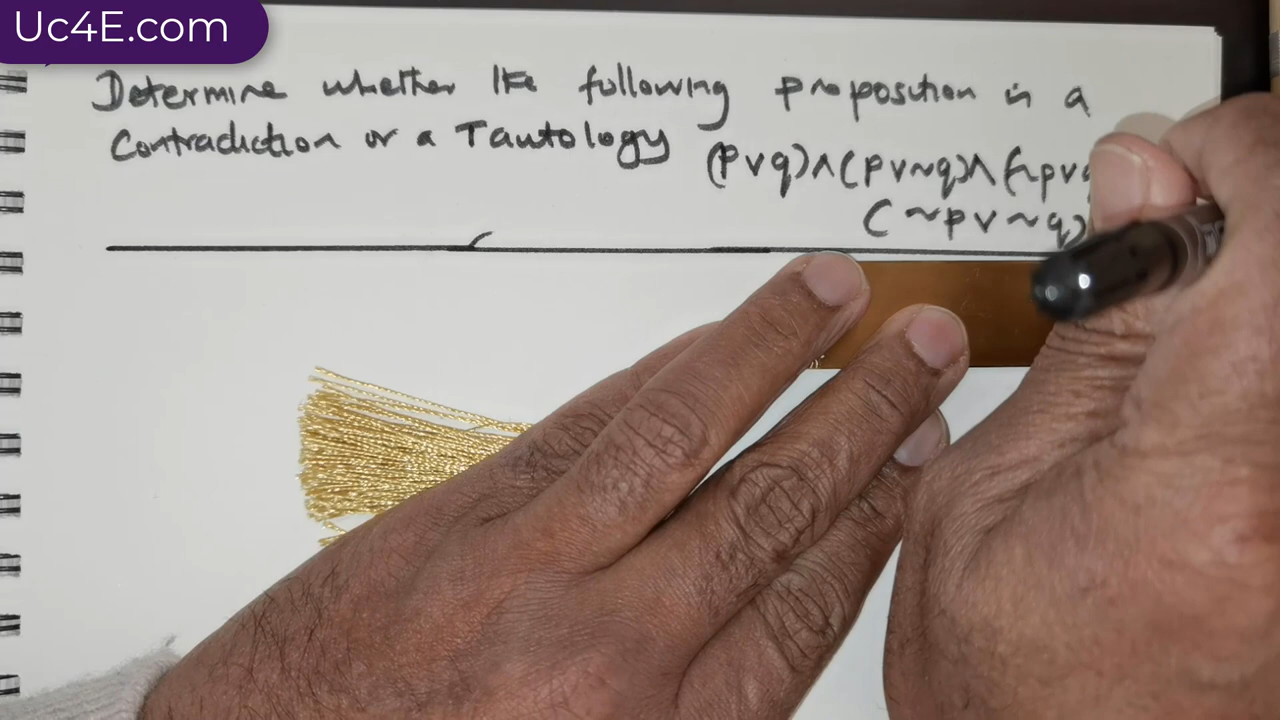 Uc4E.com
Determine whether the following proposition is a
Contradiction or a Tautology
(p∨q)∧(p∨~q)∧(~p∨q
(~p∨~q)